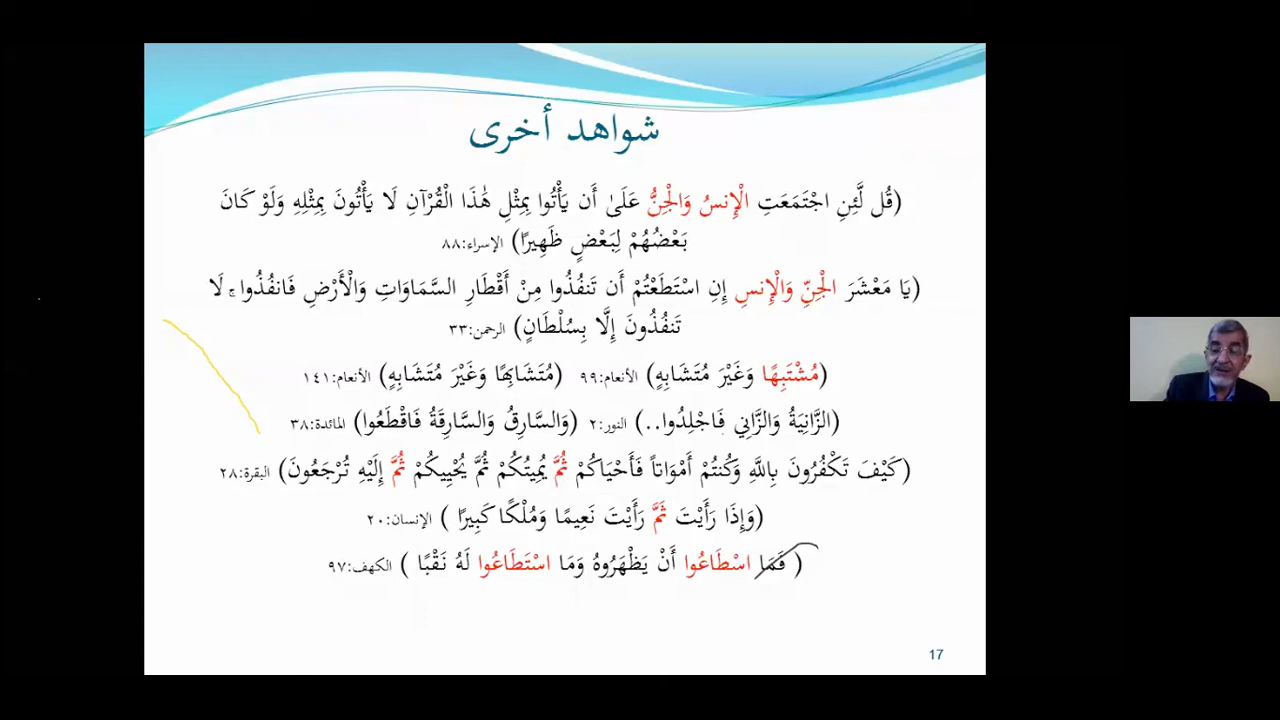 شواهد أخرى
(قُل لَّئِنِ اجْتَمَعَتِ الْإِنسُ وَالْجِنُّ عَلَىٰ أَن يَأْتُوا بِمِثْلِ هَٰذَا الْقُرْآنِ لَا يَأْتُونَ بِمِثْلِهِ وَلَوْ كَانَ
بَعْضُهُمْ لِبَعْضٍ ظَهِيرًا) الإسراء:٨٨
(يَا مَعْشَرَ الْجِنِّ وَالْإِنسِ إِنِ اسْتَطَعْتُمْ أَن تَنفُذُوا مِنْ أَقْطَارِ السَّمَاوَاتِ وَالْأَرْضِ فَانفُذُوا ۚ لَا
تَنفُذُونَ إِلَّا بِسُلْطَانٍ) الرحمن:٣٣
(مُشْتَبِهًا وَغَيْرَ مُتَشَابِهٍ) الأنعام:٩٩ (مُتَشَابِهًا وَغَيْرَ مُتَشَابِهٍ) الأنعام:١٤١
(الزَّانِيَةُ وَالزَّانِي فَاجْلِدُوا..) النور:٢ (وَالسَّارِقُ وَالسَّارِقَةُ فَاقْطَعُوا) المائدة:٣٨
(كَيْفَ تَكْفُرُونَ بِاللَّهِ وَكُنتُمْ أَمْوَاتاً فَأَحْيَاكُمْ ثُمَّ يُمِيتُكُمْ ثُمَّ يُحْيِيكُمْ ثُمَّ إِلَيْهِ تُرْجَعُونَ) البقرة:٢٨
(وَإِذَا رَأَيْتَ ثَمَّ رَأَيْتَ نَعِيمًا وَمُلْكًا كَبِيرًا ) الإنسان:٢٠
( فَمَا اسْطَاعُوا أَنْ يَظْهَرُوهُ وَمَا اسْتَطَاعُوا لَهُ نَقْبًا ) الكهف:٩٧
17